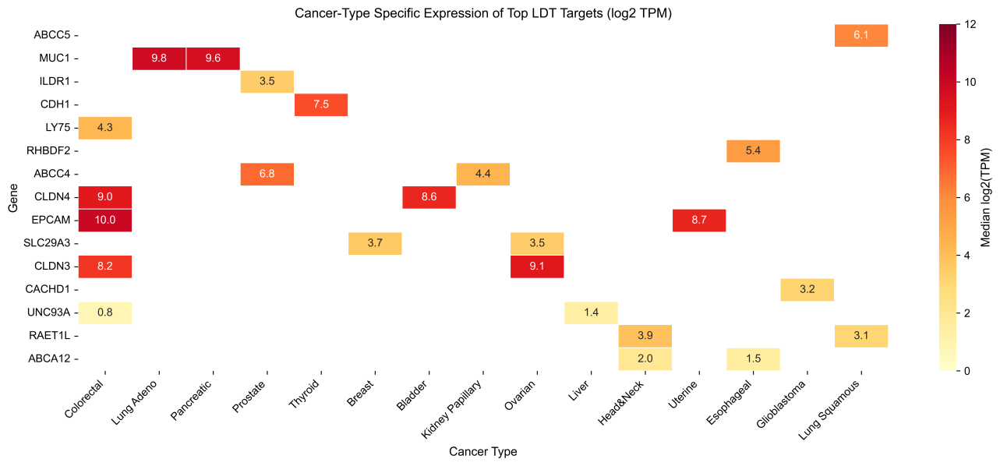 Cancer-Type Specific Expression of Top LDT Targets (log2 TPM)
ABCC5 6.1
MUC1 9.8 9.6
ILDR1 3.5
CDH1 7.5
LY75 4.3
RHBDF2 5.4
ABCC4 6.8 4.4
CLDN4 9.0 8.6
EPCAM 10.0 8.7
SLC29A3 3.7 3.5
CLDN3 8.2 9.1
CACHD1 3.2
UNC93A 0.8 1.4
RAET1L 3.9 3.1
ABCA12 2.0 1.5
Gene
Colorectal
Lung Adeno
Pancreatic
Prostate
Thyroid
Breast
Bladder
Kidney Papillary
Ovarian
Liver
Head&Neck
Uterine
Esophageal
Glioblastoma
Lung Squamous
Cancer Type
12
10
8
6
4
2
0
Median log2(TPM)